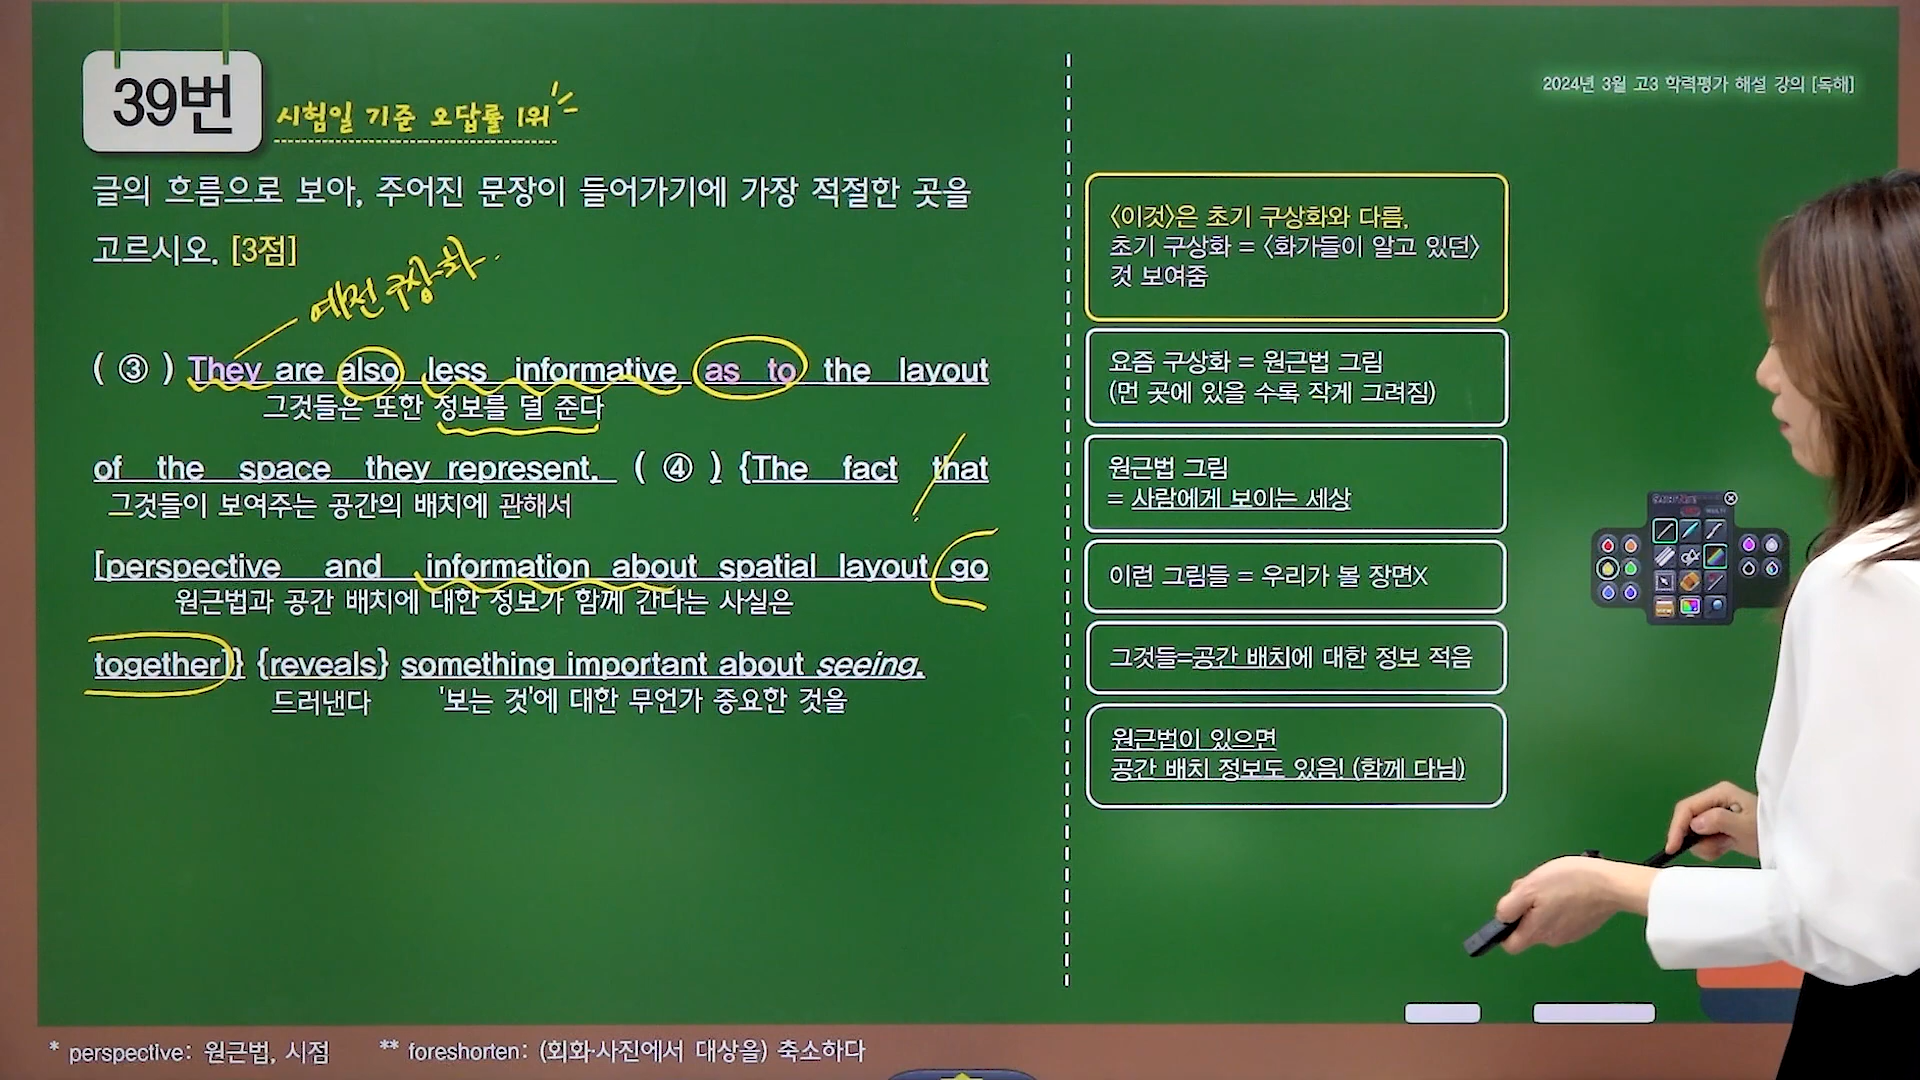 39번
시험일 기준 오답률 1위
2024년 3월 고3 학력평가 해설 강의 [독해]
글의 흐름으로 보아, 주어진 문장이 들어가기에 가장 적절한 곳을
고르시오. [3점]
예전 구상화
( ③ ) They are also less informative as to the layout
그것들은 또한 정보를 덜 준다
of the space they represent. ( ④ ) {The fact that
그것들이 보여주는 공간의 배치에 관해서
[perspective and information about spatial layout go
원근법과 공간 배치에 대한 정보가 함께 간다는 사실은
together]} {reveals} something important about seeing.
드러낸다 '보는 것'에 대한 무언가 중요한 것을
〈이것〉은 초기 구상화와 다름,
초기 구상화 = 〈화가들이 알고 있던〉
것 보여줌
요즘 구상화 = 원근법 그림
(먼 곳에 있을 수록 작게 그려짐)
원근법 그림
= 사람에게 보이는 세상
이런 그림들 = 우리가 볼 장면X
그것들=공간 배치에 대한 정보 적음
원근법이 있으면
공간 배치 정보도 있음! (함께 다님)
* perspective: 원근법, 시점 ** foreshorten: (회화·사진에서 대상을) 축소하다